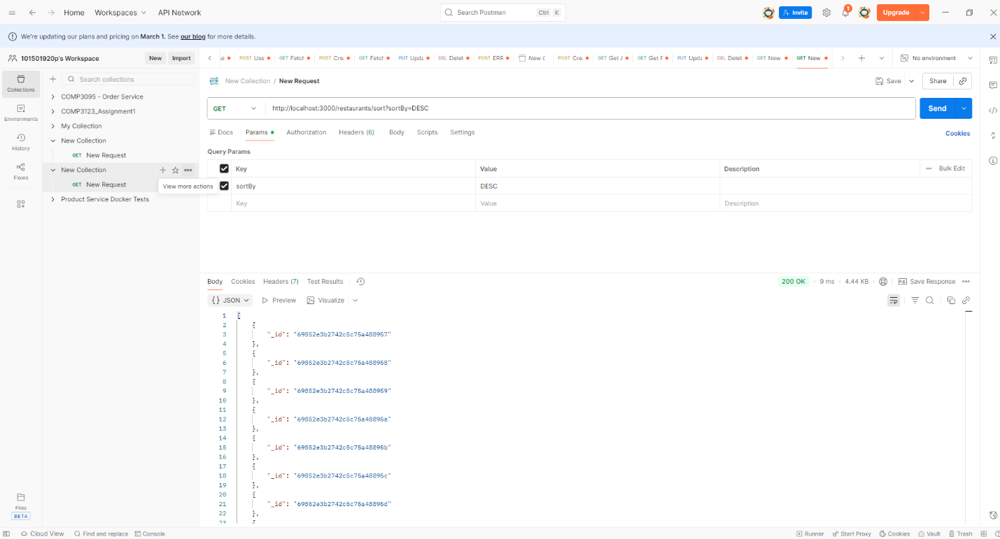 Home Workspaces API Network Search Postman Ctrl K Invite 1 Upgrade
We're updating our plans and pricing on March 1. See our blog for more details.
101501920p's Workspace New Import
POST Use GET Fetch POST Cre. GET Fetch PUT Upda DEL Delet POST ERR New C POST Cre. GET Get A GET Get F PUT Upda DEL Delet GET New GET New No environment
Collections
Environments
History
Flows
Files
BETA
Search collections
COMP3095 - Order Service
COMP3123_Assignment1
My Collection
New Collection
GET New Request
New Collection
GET New Request
View more actions
Product Service Docker Tests
HTTP New Collection / New Request Save Share
GET http://localhost:3000/restaurants/sort?sortBy=DESC Send
Docs Params Authorization Headers (6) Body Scripts Settings Cookies
Query Params
Key Value Description Bulk Edit
sortBy DESC
Key Value Description
Body Cookies Headers (7) Test Results 200 OK 9 ms 4.44 KB Save Response
{} JSON Preview Visualize
1 [
2 {
3 "_id": "69852e3b2742c5c75a488957"
4 },
5 {
6 "_id": "69852e3b2742c5c75a488958"
7 },
8 {
9 "_id": "69852e3b2742c5c75a488959"
10 },
11 {
12 "_id": "69852e3b2742c5c75a48895a"
13 },
14 {
15 "_id": "69852e3b2742c5c75a48895b"
16 },
17 {
18 "_id": "69852e3b2742c5c75a48895c"
19 },
20 {
21 "_id": "69852e3b2742c5c75a48895d"
22 },
23 {
Cloud View Find and replace Console Runner Start Proxy Cookies Vault Trash